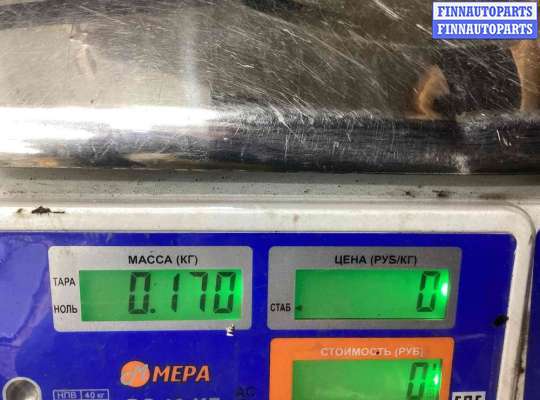 FINNAUTOPARTS
FINNAUTOPARTS
МАССА (КГ)
ЦЕНА (РУБ/КГ)
ТАРА
НОЛЬ
0.170
СТАБ
0
СТОИМОСТЬ (РУБ)
МЕРА
0
НПВ 40 кг